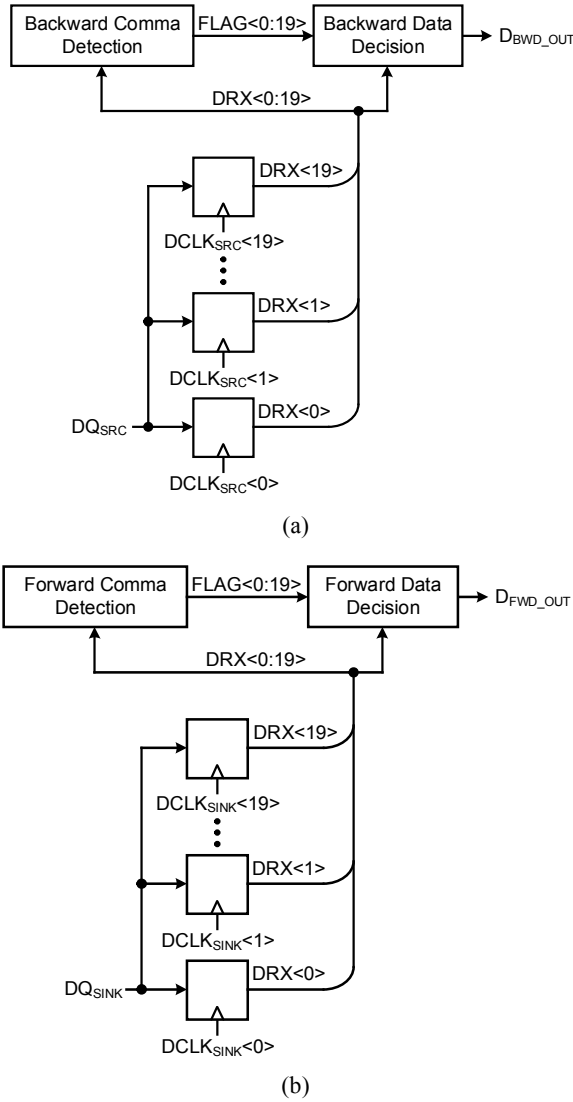 Backward Comma Detection
FLAG<0:19>
Backward Data Decision
DBWD_OUT
DRX<0:19>
DRX<19>
DCLKSRC<19>
DRX<1>
DCLKSRC<1>
DRX<0>
DQSRC
DCLKSRC<0>
(a)
Forward Comma Detection
FLAG<0:19>
Forward Data Decision
DFWD_OUT
DRX<0:19>
DRX<19>
DCLKSINK<19>
DRX<1>
DCLKSINK<1>
DRX<0>
DQSINK
DCLKSINK<0>
(b)